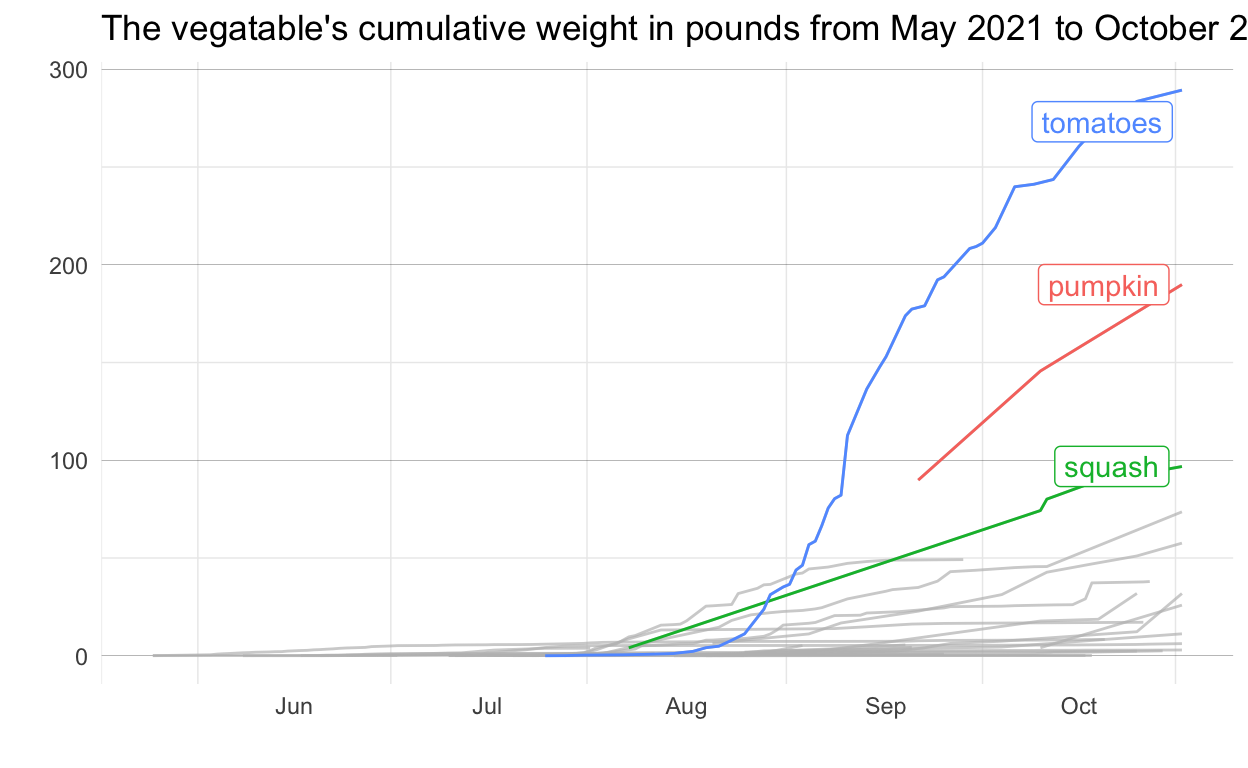 The vegatable's cumulative weight in pounds from May 2021 to October 2
300
tomatoes
200
pumpkin
100
squash
0
Jun Jul Aug Sep Oct